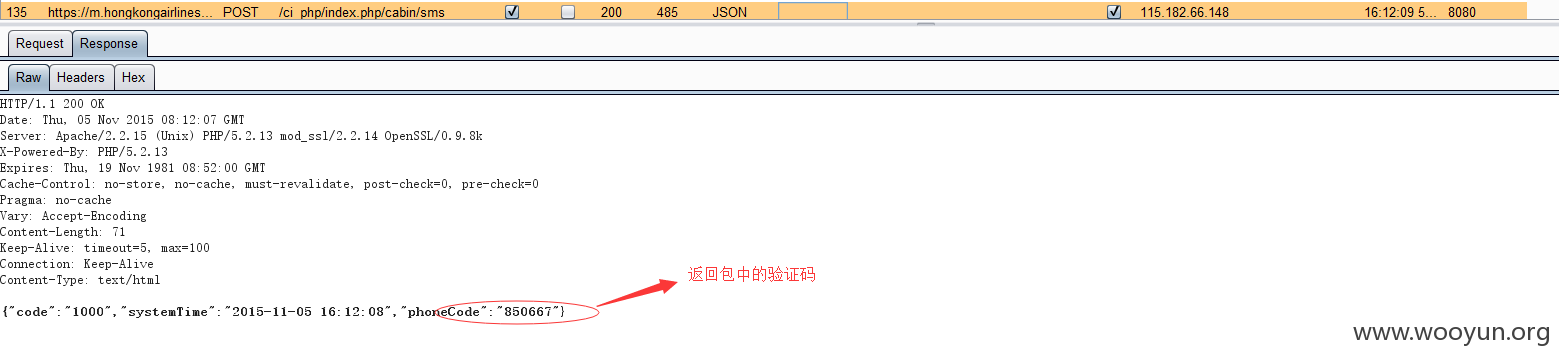 135 https://m.hongkongairlines... POST /ci_php/index.php/cabin/sms 200 485 JSON 115.182.66.148 16:12:09 5... 8080
Request Response
Raw Headers Hex
HTTP/1.1 200 OK
Date: Thu, 05 Nov 2015 08:12:07 GMT
Server: Apache/2.2.15 (Unix) PHP/5.2.13 mod_ssl/2.2.14 OpenSSL/0.9.8k
X-Powered-By: PHP/5.2.13
Expires: Thu, 19 Nov 1981 08:52:00 GMT
Cache-Control: no-store, no-cache, must-revalidate, post-check=0, pre-check=0
Pragma: no-cache
Vary: Accept-Encoding
Content-Length: 71
Keep-Alive: timeout=5, max=100
Connection: Keep-Alive
Content-Type: text/html
返回包中的验证码
{"code":"1000","systemTime":"2015-11-05 16:12:08","phoneCode":"850667"}
www.wooyun.org